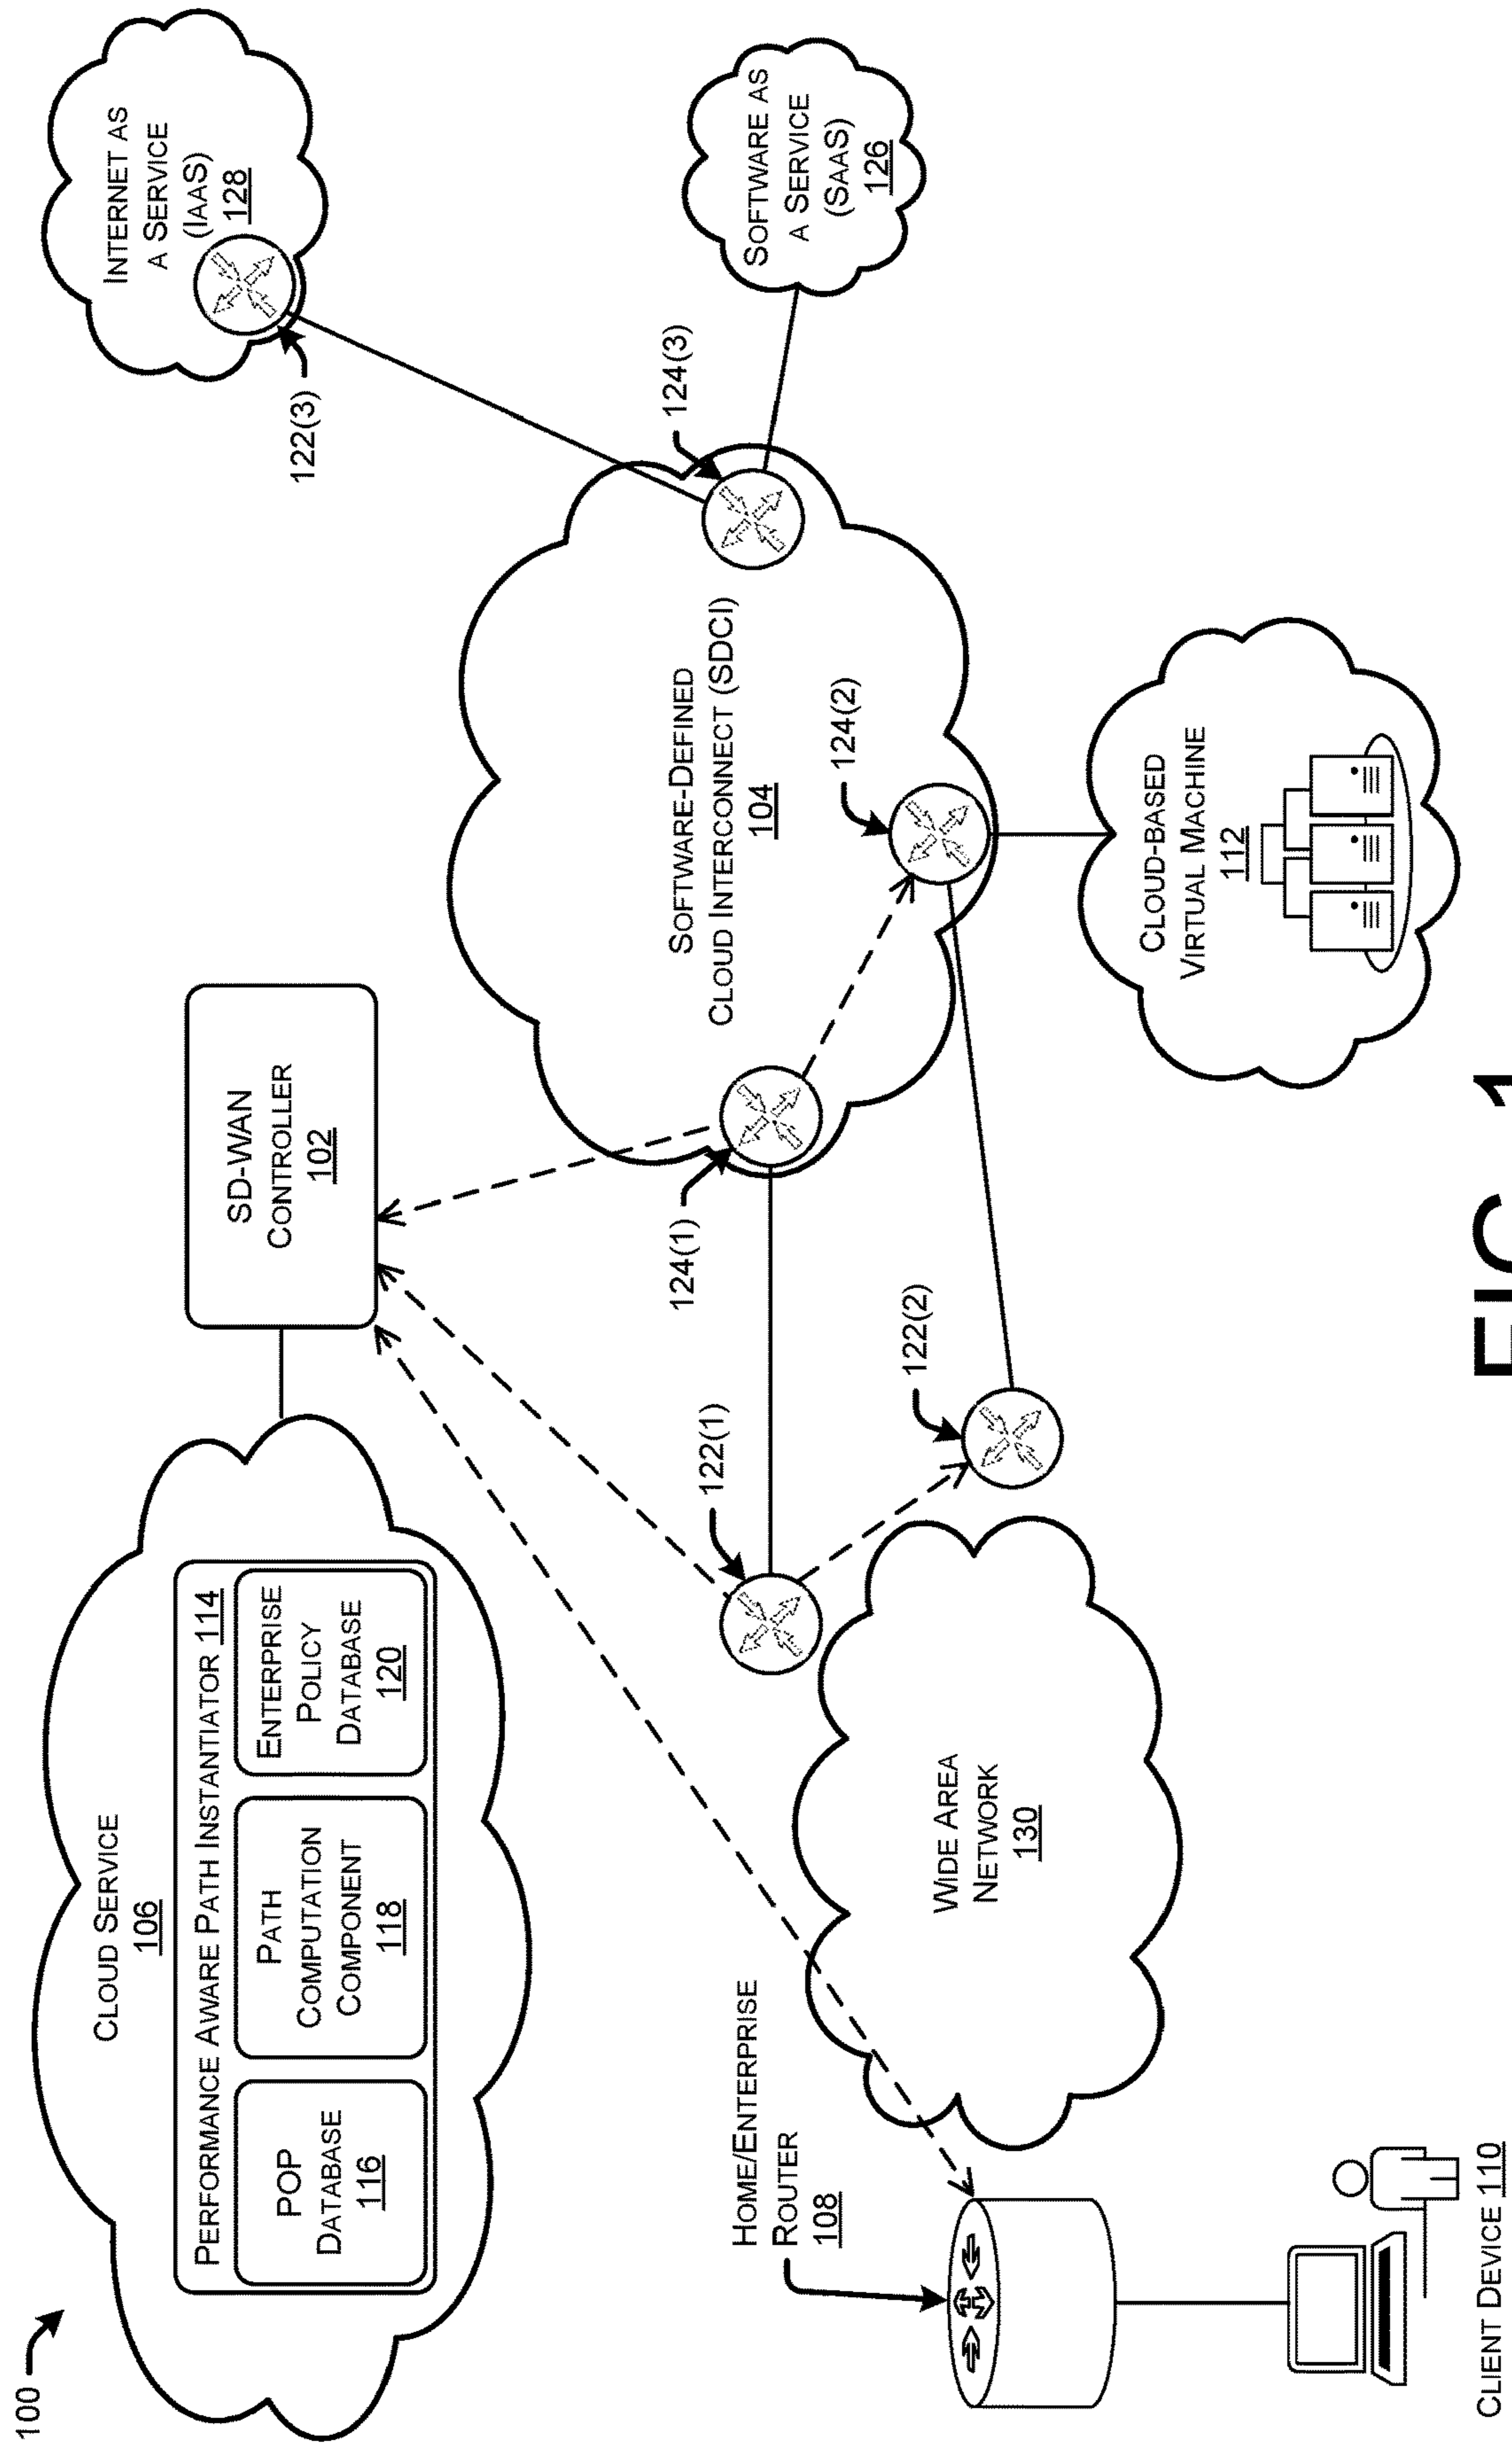 100
CLOUD SERVICE
106
PERFORMANCE AWARE PATH INSTANTIATOR 114
POP
DATABASE
116
PATH
COMPUTATION
COMPONENT
118
ENTERPRISE
POLICY
DATABASE
120
SD-WAN
CONTROLLER
102
INTERNET AS
A SERVICE
(IAAS)
128
122(3)
124(3)
SOFTWARE AS
A SERVICE
(SAAS)
126
SOFTWARE-DEFINED
CLOUD INTERCONNECT (SDCI)
104
124(1)
124(2)
122(1)
122(2)
HOME/ENTERPRISE
ROUTER
108
WIDE AREA
NETWORK
130
CLOUD-BASED
VIRTUAL MACHINE
112
CLIENT DEVICE 110
FIG. 1